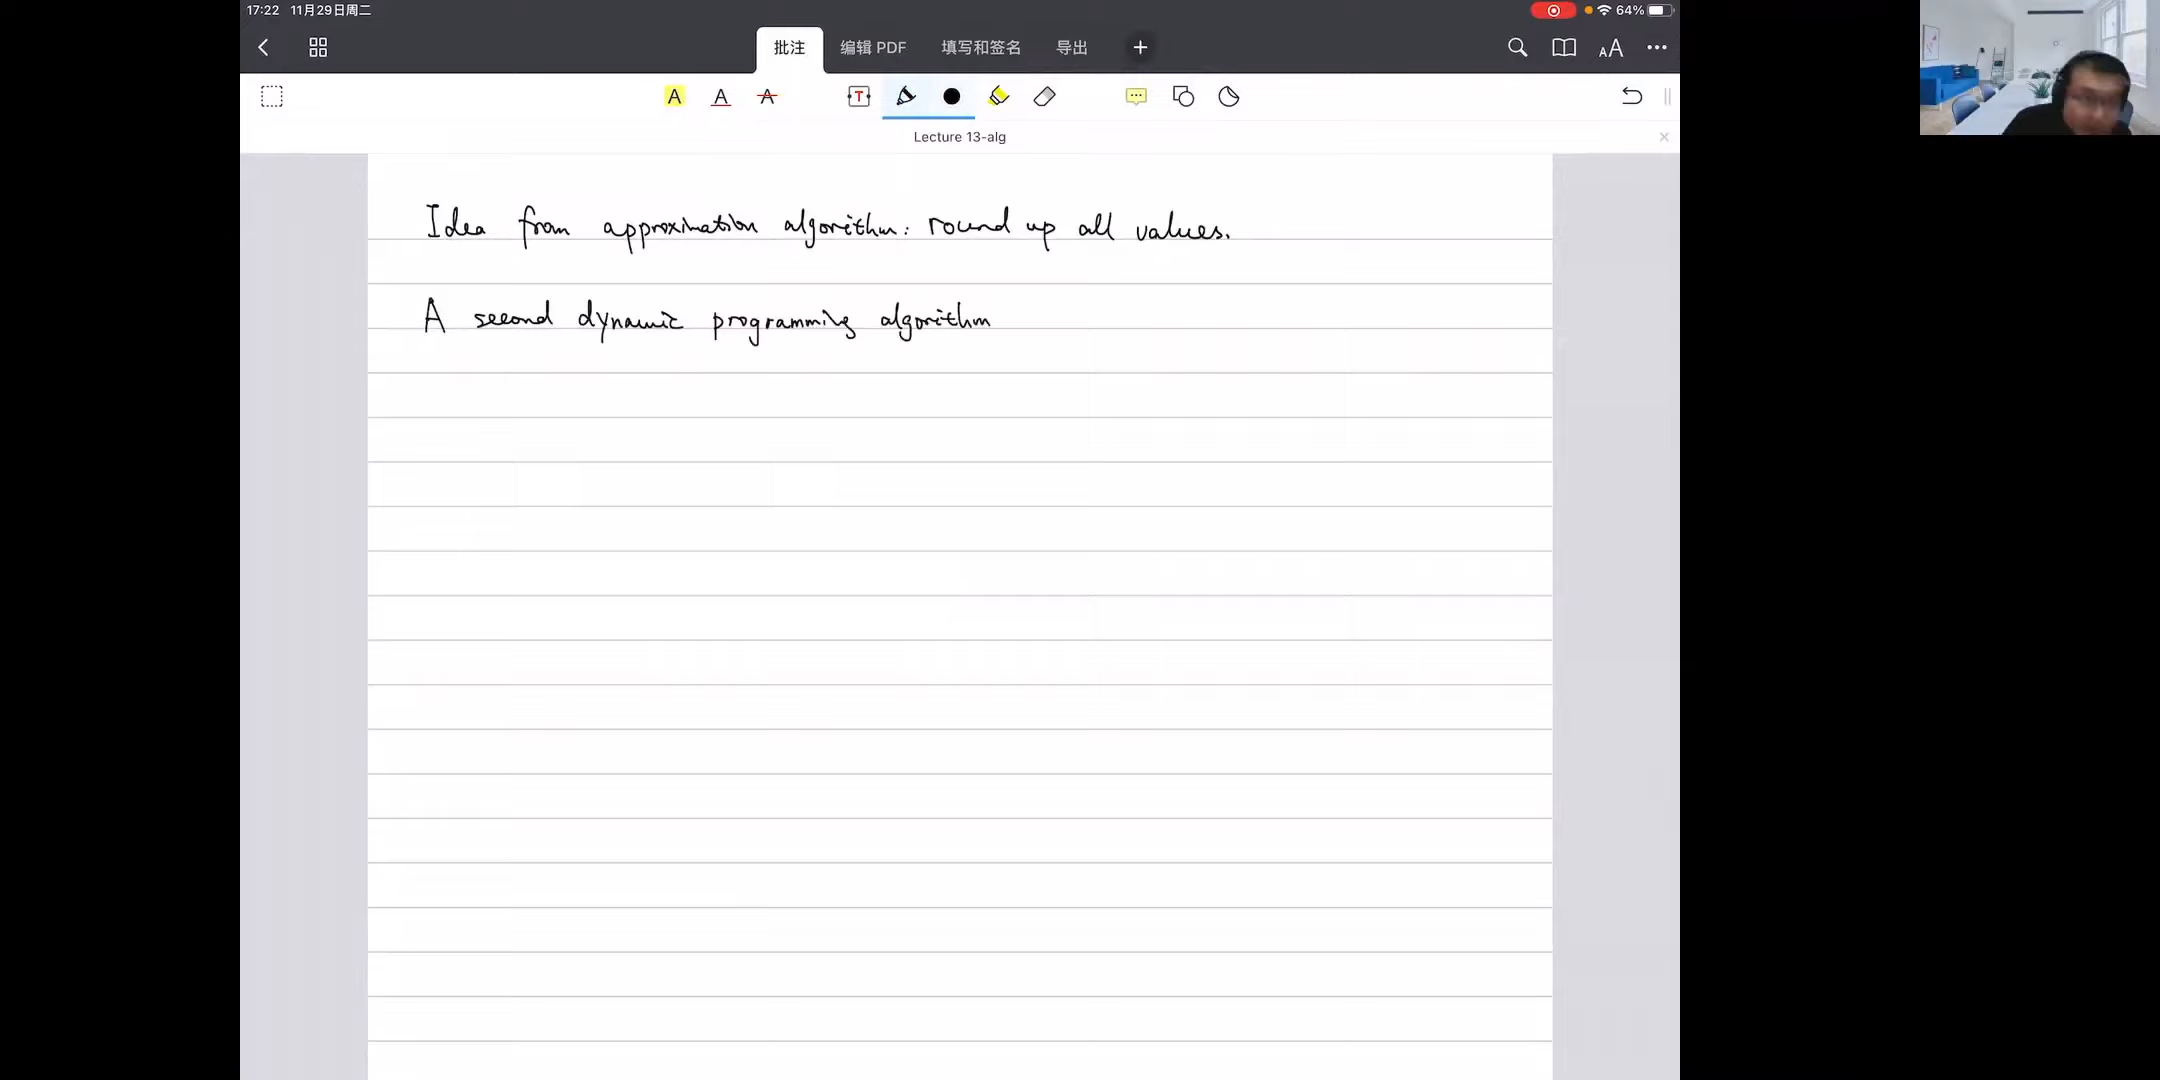 17:22 11月29日周二
64%
批注 编辑 PDF 填写和签名 导出
Lecture 13-alg
Idea from approximation algorithm: round up all values.
A second dynamic programming algorithm